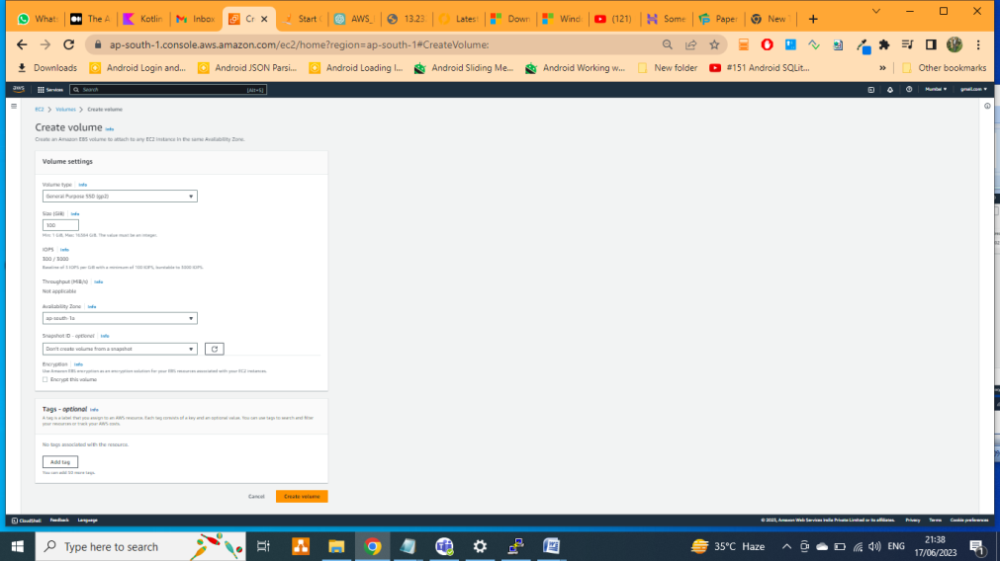 What
The A
Kotlin
Inbox
Cr
Start
AWS_
13.23
Latest
Down
Wind
(121)
Some
Paper
New
ap-south-1.console.aws.amazon.com/ec2/home?region=ap-south-1#CreateVolume:
Downloads
Android Login and...
Android JSON Parsi...
Android Loading I...
Android Sliding Me...
Android Working w...
New folder
#151 Android SQLit...
»
Other bookmarks
aws
Services
Search
[Alt+S]
Mumbai
gmail.com
EC2 > Volumes > Create volume
Create volume Info
Create an Amazon EBS volume to attach to any EC2 instance in the same Availability Zone.
Volume settings
Volume type Info
General Purpose SSD (gp2)
Size (GiB) Info
100
Min: 1 GiB, Max: 16384 GiB. The value must be an integer.
IOPS Info
300 / 3000
Baseline of 3 IOPS per GiB with a minimum of 100 IOPS, burstable to 3000 IOPS.
Throughput (MiB/s) Info
Not applicable
Availability Zone Info
ap-south-1a
Snapshot ID - optional Info
Don't create volume from a snapshot
Encryption Info
Use Amazon EBS encryption as an encryption solution for your EBS resources associated with your EC2 instances.
Encrypt this volume
Tags - optional Info
A tag is a label that you assign to an AWS resource. Each tag consists of a key and an optional value. You can use tags to search and filter
your resources or track your AWS costs.
No tags associated with the resource.
Add tag
You can add 50 more tags.
Cancel
Create volume
CloudShell
Feedback
Language
© 2023, Amazon Web Services India Private Limited or its affiliates.
Privacy
Terms
Cookie preferences
Type here to search
35°C Haze
ENG
21:38
17/06/2023
1